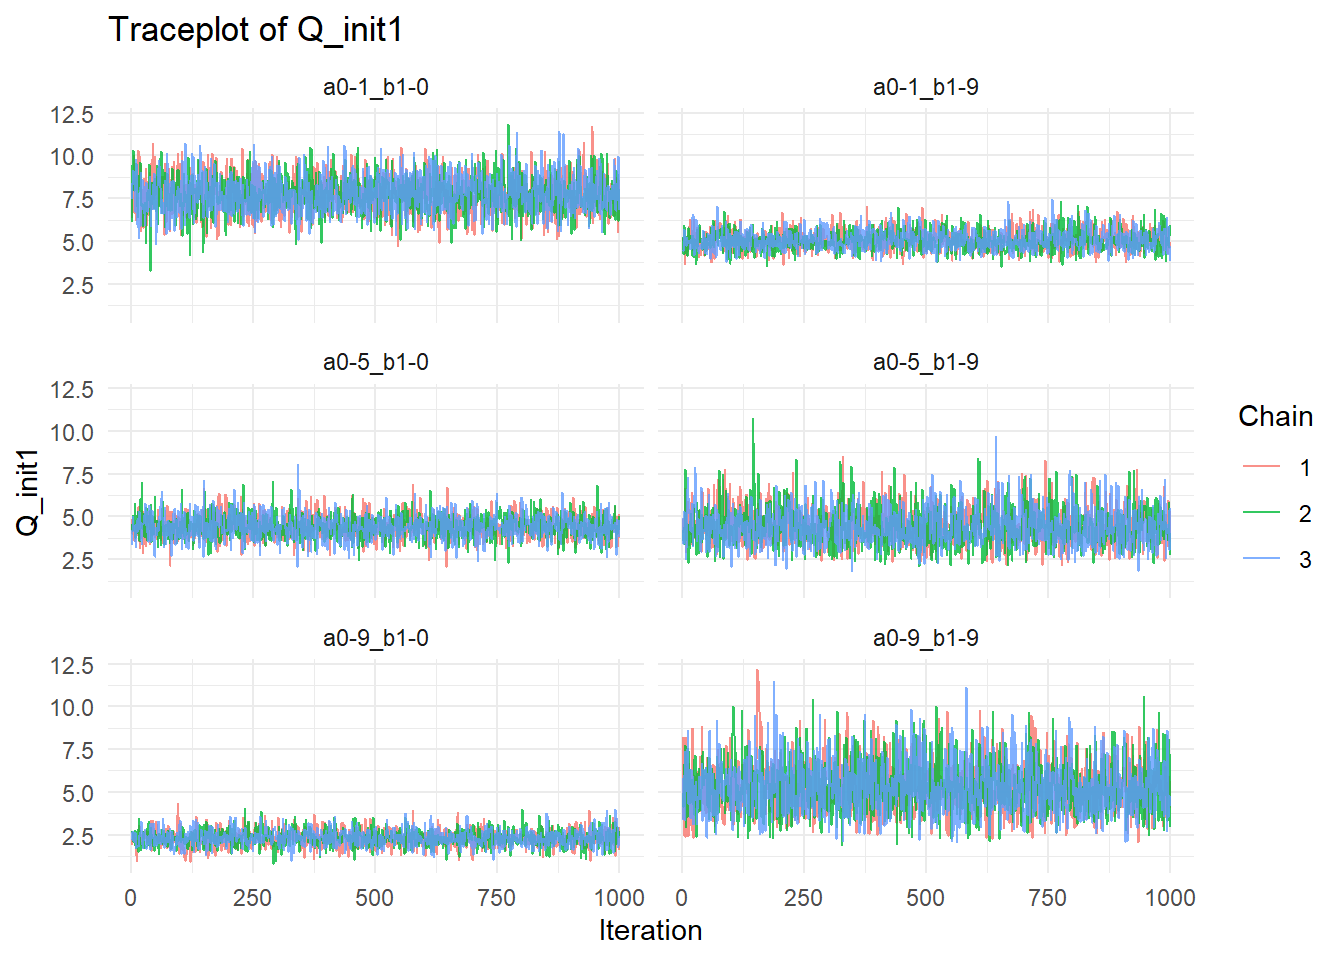 Traceplot of Q_init1
a0-1_b1-0
a0-1_b1-9
12.5
10.0
7.5
5.0
2.5
a0-5_b1-0
a0-5_b1-9
12.5
10.0
7.5
5.0
2.5
Q_init1
Chain
1
2
3
a0-9_b1-0
a0-9_b1-9
12.5
10.0
7.5
5.0
2.5
0 250 500 750 1000 0 250 500 750 1000
Iteration